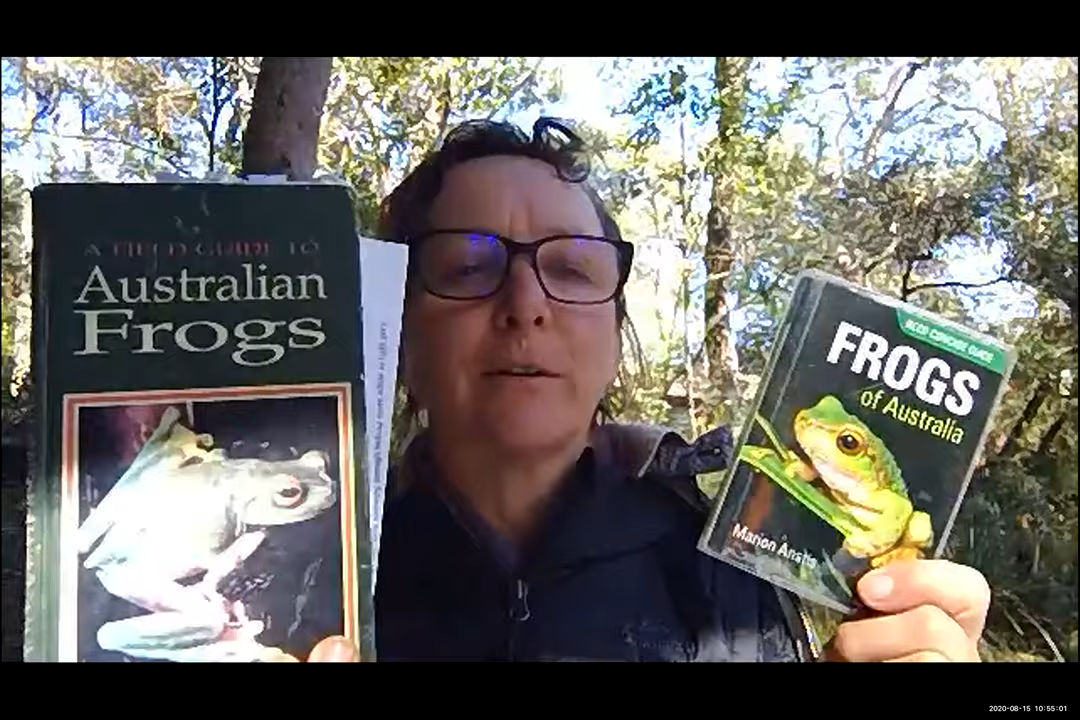 A FIELD GUIDE TO
Australian
Frogs
REED CONCISE GUIDE
FROGS
of Australia
Marion Anstis
2020-08-15 10:55:01